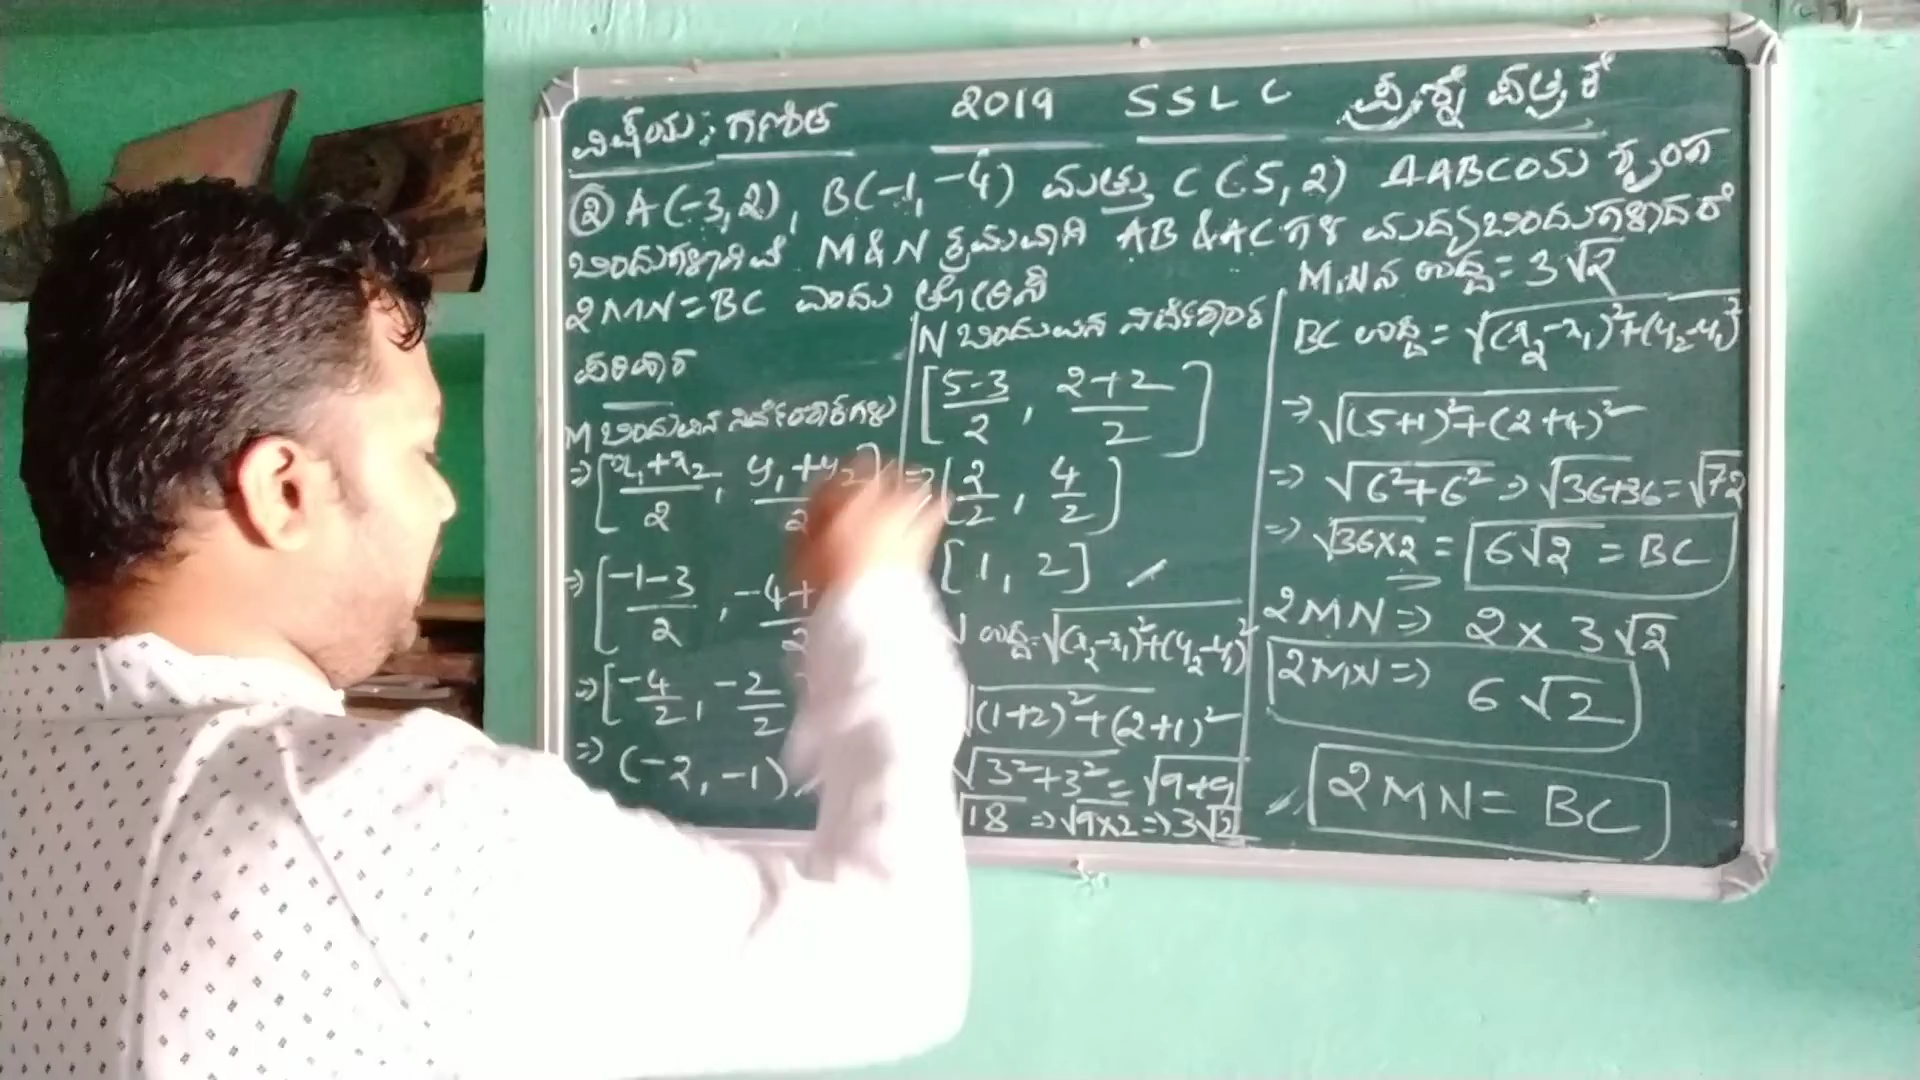 ವಿಷಯ: ಗಣಿತ 2019 SSLC ಪ್ರಶ್ನೆ ಪತ್ರಿಕೆ
② A(-3,2), B(-1,-4) ಮತ್ತು C(5,2) ΔABCಯ ಶೃಂಗ
ಬಿಂದುಗಳಾಗಿವೆ M&N ಕ್ರಮವಾಗಿ AB &AC ಗಳ ಮಧ್ಯಬಿಂದುಗಳಾದರೆ
2MN=BC ಎಂದು ತೋರಿಸಿ
ಪರಿಹಾರ
M ಬಿಂದುವಿನ ನಿರ್ದೇಶಾಂಕಗಳು
⇒[x₁+x₂/2, y₁+y₂/2]
⇒[-1-3/2, -4+/2
⇒[-4/2, -2/2
⇒(-2,-1)
N ಬಿಂದುವಿನ ನಿರ್ದೇಶಾಂಕ
[5-3/2, 2+2/2]
⇒[2/2, 4/2]
[1,2]
ಉದ್ದ=√(x₂-x₁)²+(y₂-y₁)²
√(1+2)²+(2+1)²
√3²+3²=√9+9
√18⇒√9×2⇒3√2
MNನ ಉದ್ದ=3√2
BC ಉದ್ದ=√(x₂-x₁)²+(y₂-y₁)²
⇒√(5+1)²+(2+4)²
⇒√6²+6²⇒√36+36=√72
⇒√36×2=6√2=BC
2MN⇒2×3√2
2MN⇒6√2
2MN=BC